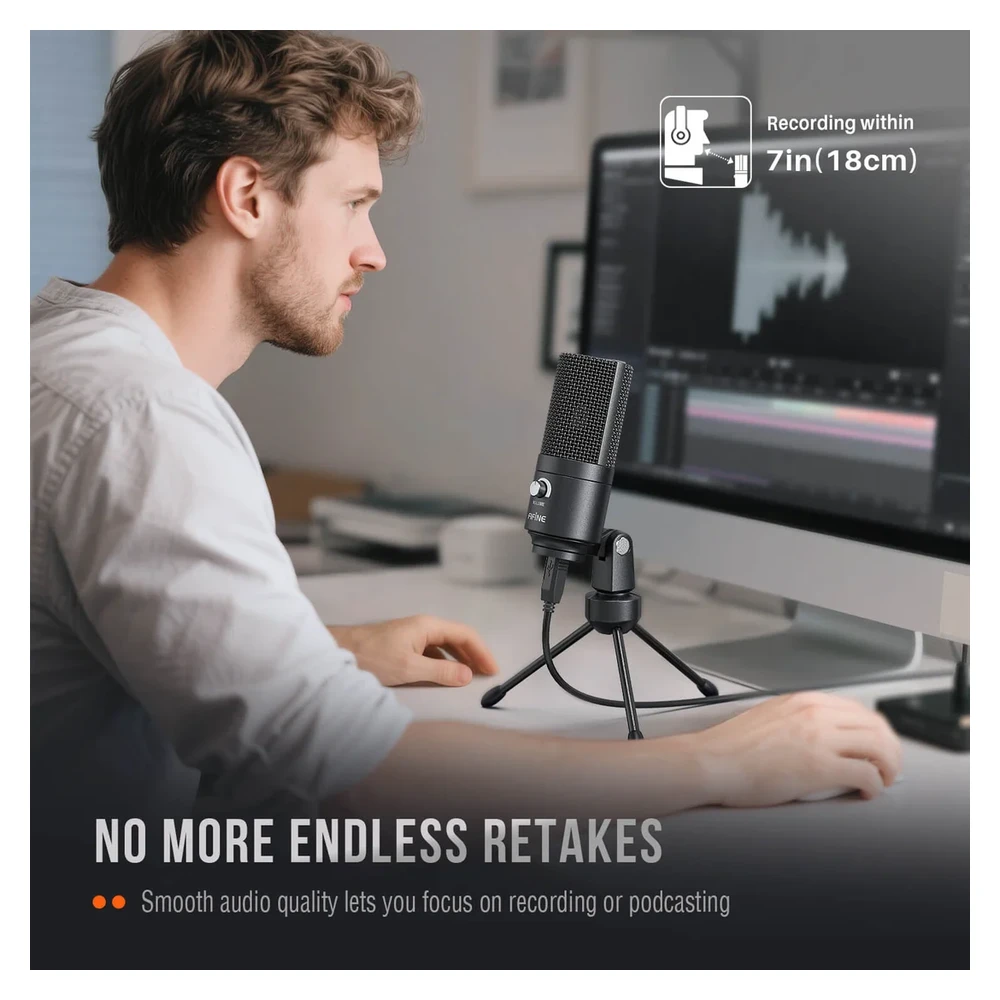 Recording within
7in(18cm)
VOLUME
FIFINE
NO MORE ENDLESS RETAKES
Smooth audio quality lets you focus on recording or podcasting